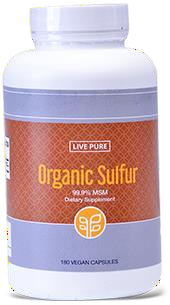 LIVE PURE
Organic Sulfur
99.9% MSM
Dietary Supplement
180 VEGAN CAPSULES